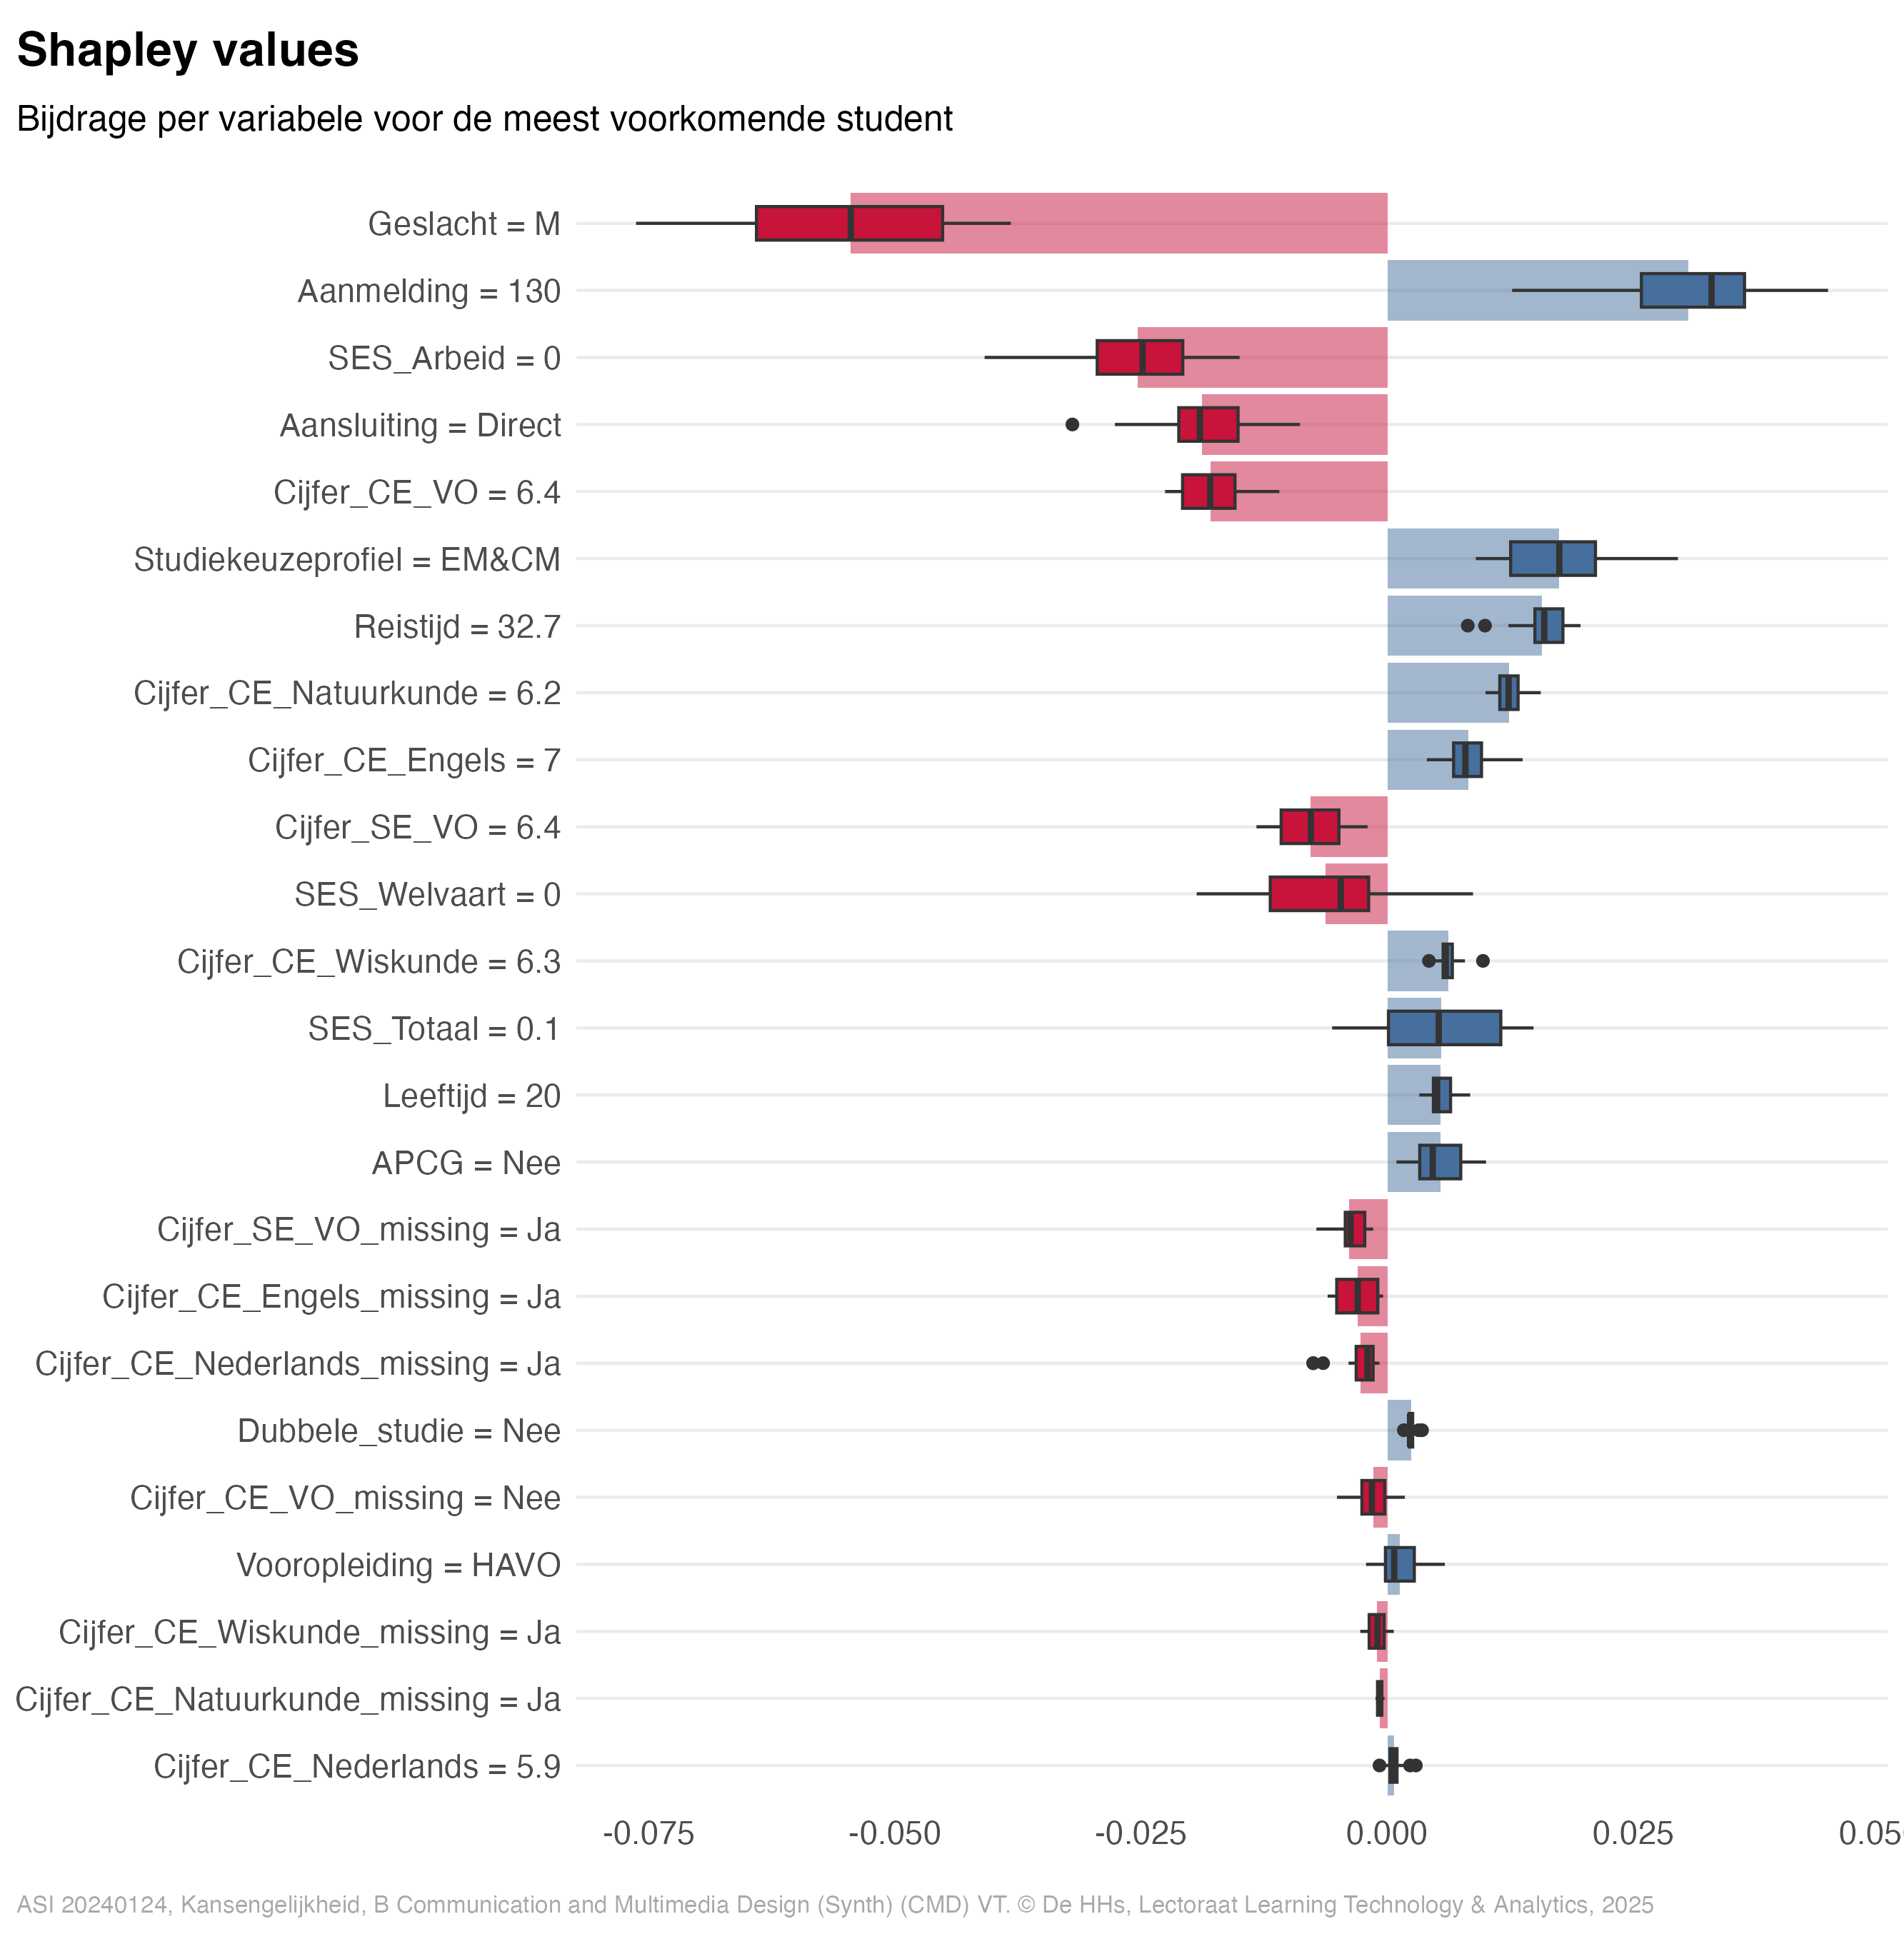 Shapley values
Bijdrage per variabele voor de meest voorkomende student
Geslacht = M
Aanmelding = 130
SES_Arbeid = 0
Aansluiting = Direct
Cijfer_CE_VO = 6.4
Studiekeuzeprofiel = EM&CM
Reistijd = 32.7
Cijfer_CE_Natuurkunde = 6.2
Cijfer_CE_Engels = 7
Cijfer_SE_VO = 6.4
SES_Welvaart = 0
Cijfer_CE_Wiskunde = 6.3
SES_Totaal = 0.1
Leeftijd = 20
APCG = Nee
Cijfer_SE_VO_missing = Ja
Cijfer_CE_Engels_missing = Ja
Cijfer_CE_Nederlands_missing = Ja
Dubbele_studie = Nee
Cijfer_CE_VO_missing = Nee
Vooropleiding = HAVO
Cijfer_CE_Wiskunde_missing = Ja
Cijfer_CE_Natuurkunde_missing = Ja
Cijfer_CE_Nederlands = 5.9
-0.075 -0.050 -0.025 0.000 0.025 0.05
ASI 20240124, Kansengelijkheid, B Communication and Multimedia Design (Synth) (CMD) VT. © De HHs, Lectoraat Learning Technology & Analytics, 2025